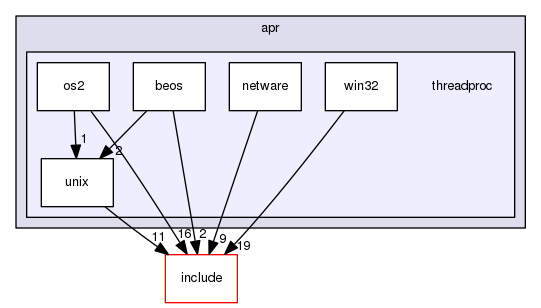 apr
os2
beos
netware
win32
threadproc
1
2
unix
11
16
2
9
19
include